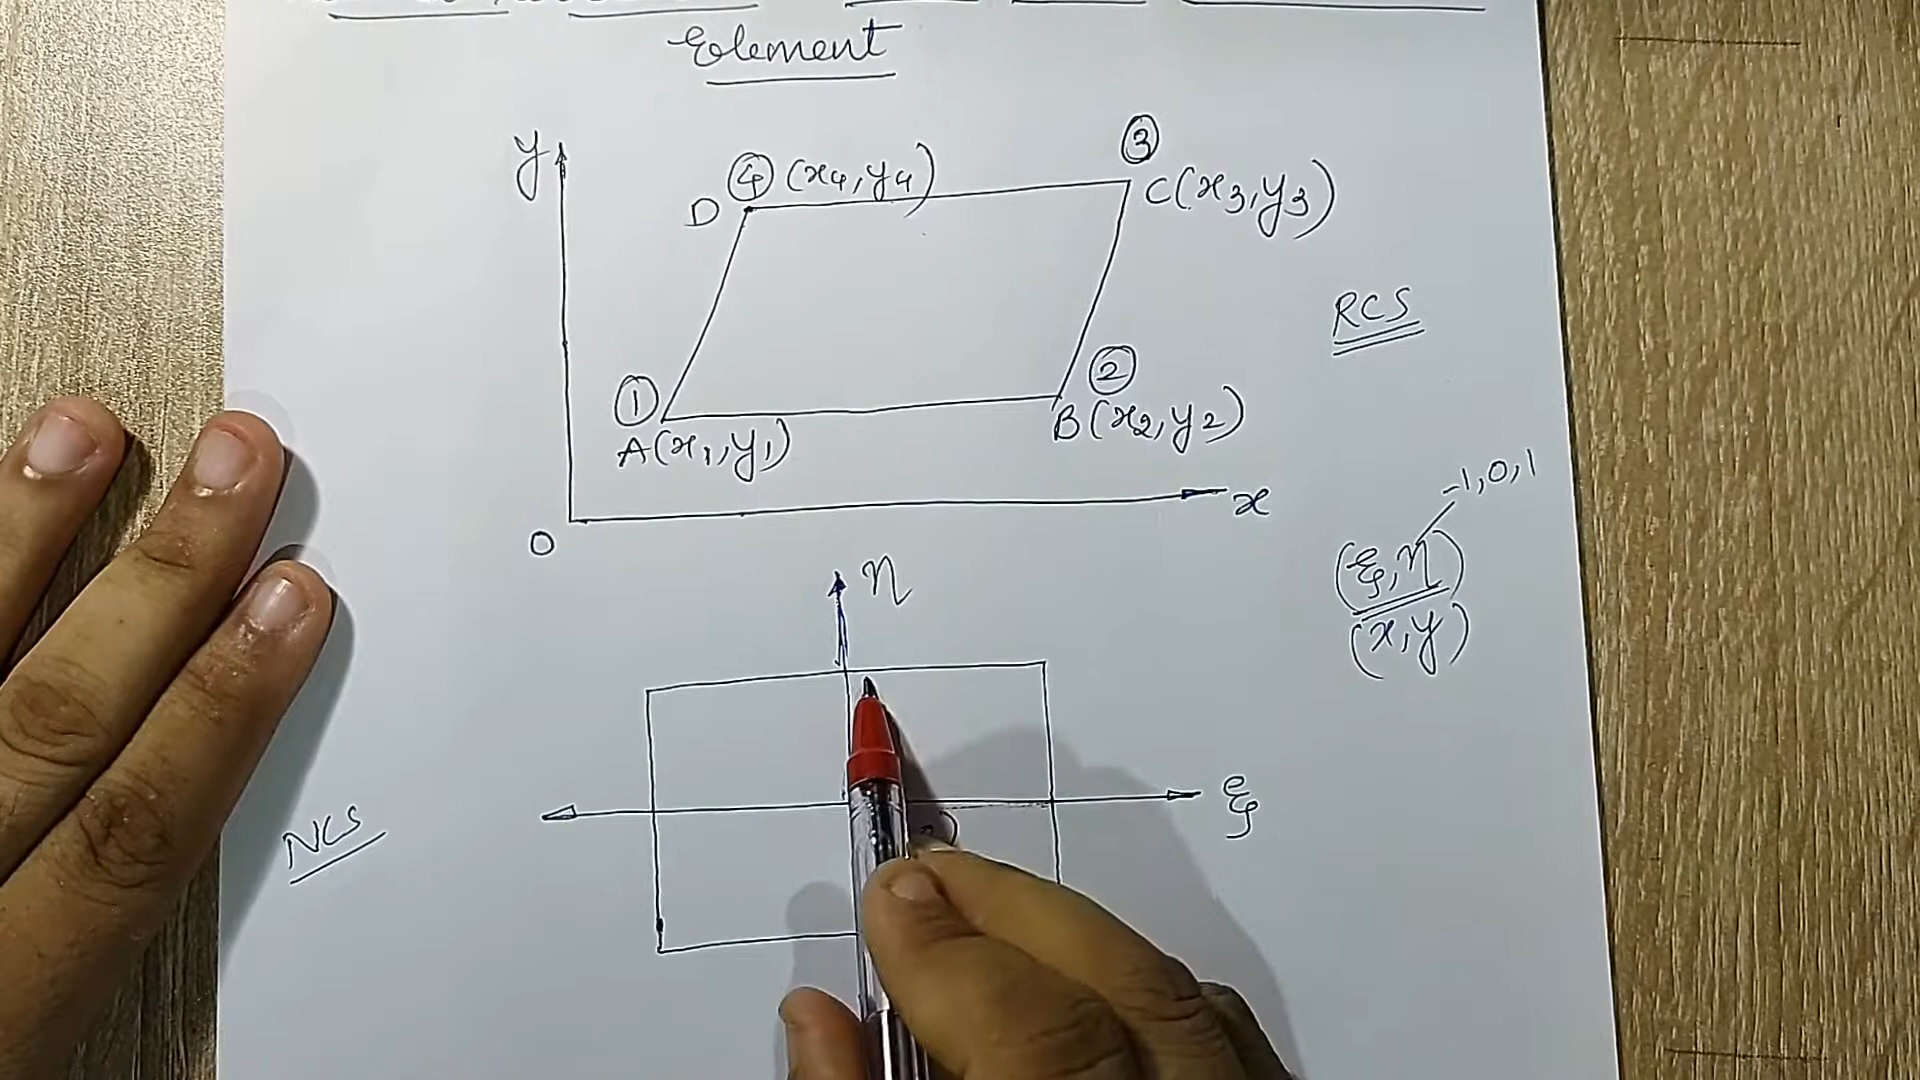 Element
y
④ (x4, y4)
D
③
C(x3, y3)
RCS
①
A(x1, y1)
②
B(x2, y2)
x
O
-1, 0, 1
(ξ, η)
(x, y)
η
ξ
NCS